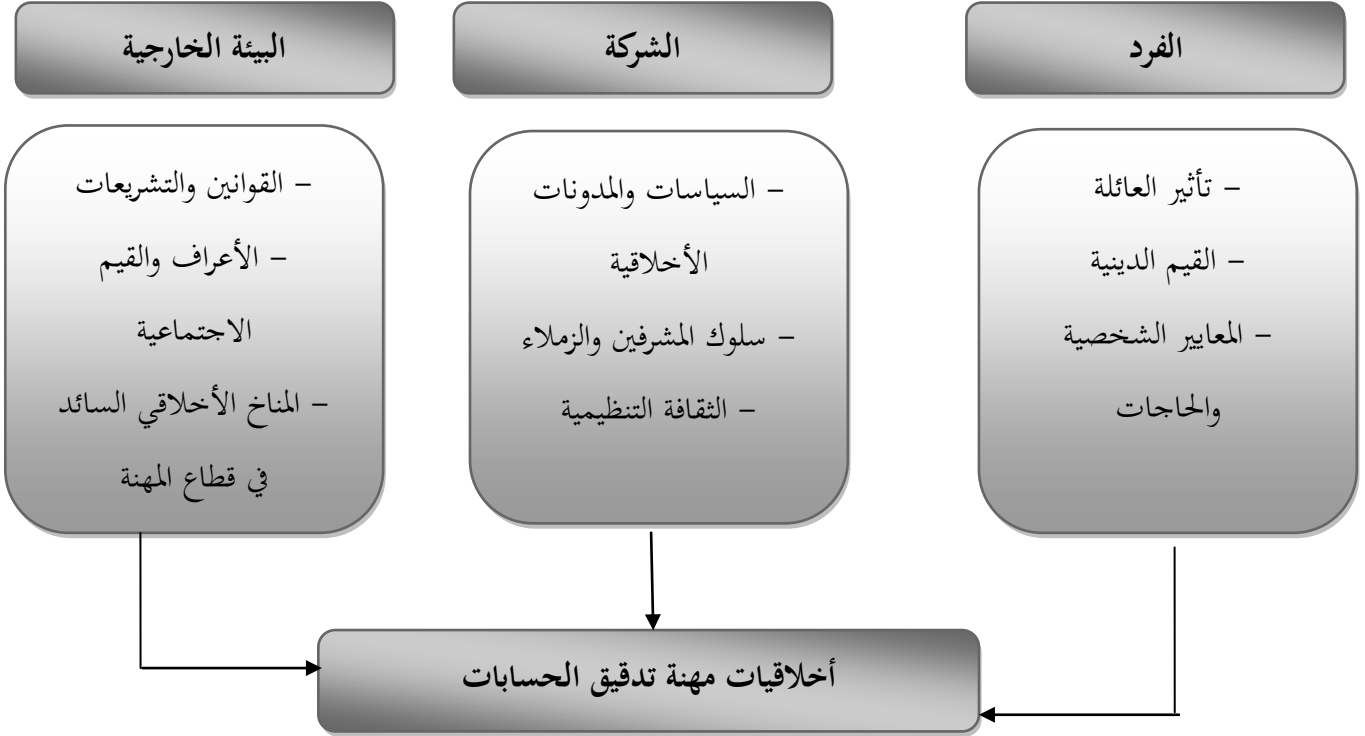 الفرد
– تأثير العائلة
– القيم الدينية
– المعايير الشخصية
والحاجات
الشركة
– السياسات والمدونات
الأخلاقية
– سلوك المشرفين والزملاء
– الثقافة التنظيمية
البيئة الخارجية
– القوانين والتشريعات
– الأعراف والقيم
الاجتماعية
– المناخ الأخلاقي السائد
في قطاع المهنة
أخلاقيات مهنة تدقيق الحسابات